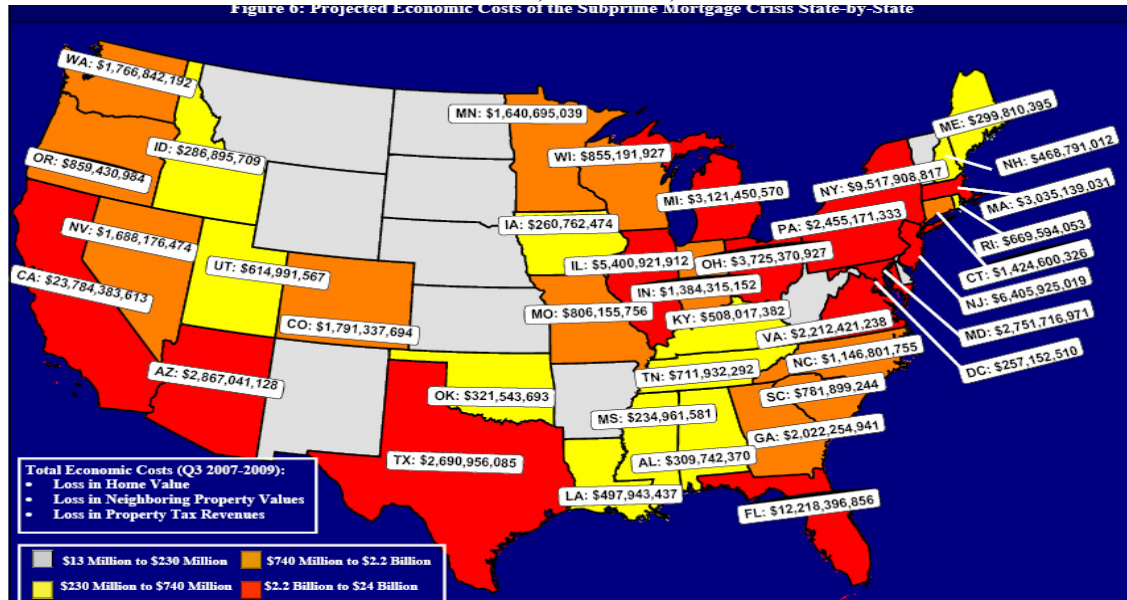 Figure 6: Projected Economic Costs of the Subprime Mortgage Crisis State-by-State
WA: $1,766,842,192
MN: $1,640,695,039
ME: $299,810,395
ID: $286,895,709
WI: $855,191,927
NH: $468,791,012
OR: $859,430,984
NY: $9,517,908,817
MI: $3,121,450,570
MA: $3,035,139,031
NV: $1,688,176,474
IA: $260,762,474
PA: $2,455,171,333
RI: $669,594,053
UT: $614,991,567
IL: $5,400,921,912
OH: $3,725,370,927
CT: $1,424,600,326
CA: $23,784,383,613
IN: $1,384,315,152
NJ: $6,405,925,019
CO: $1,791,337,694
MO: $806,155,756
KY: $508,017,382
VA: $2,212,421,238
MD: $2,751,716,971
AZ: $2,867,041,128
TN: $711,932,292
NC: $1,146,801,755
DC: $257,152,510
OK: $321,543,693
SC: $781,899,244
MS: $234,961,581
GA: $2,022,254,941
TX: $2,690,956,085
AL: $309,742,370
LA: $497,943,437
FL: $12,218,396,856
Total Economic Costs (Q3 2007-2009):
• Loss in Home Value
• Loss in Neighboring Property Values
• Loss in Property Tax Revenues
$13 Million to $230 Million
$740 Million to $2.2 Billion
$230 Million to $740 Million
$2.2 Billion to $24 Billion